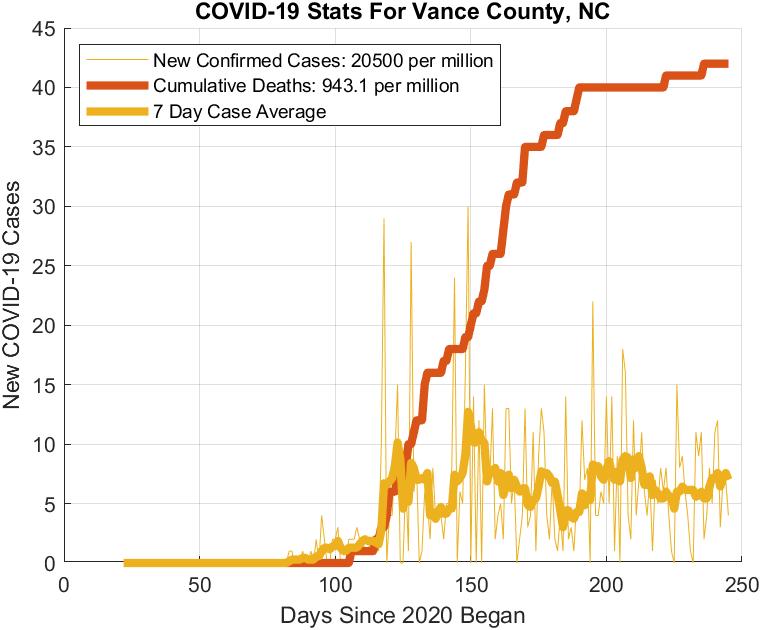 COVID-19 Stats For Vance County, NC
45
40
35
30
25
20
15
10
5
0
New COVID-19 Cases
New Confirmed Cases: 20500 per million
Cumulative Deaths: 943.1 per million
7 Day Case Average
0
50
100
150
200
250
Days Since 2020 Began